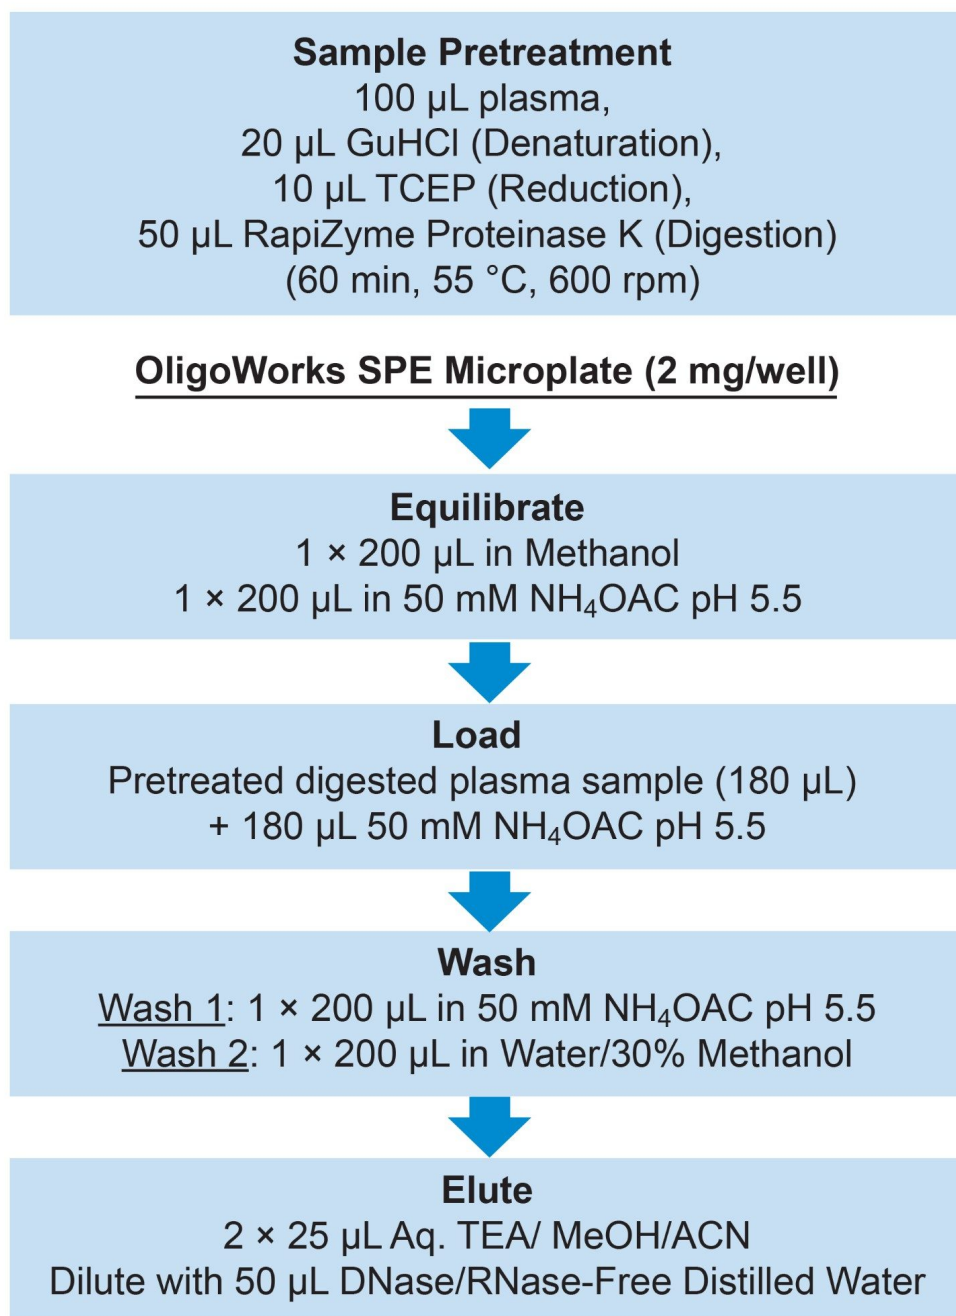 Sample Pretreatment
100 µL plasma,
20 µL GuHCl (Denaturation),
10 µL TCEP (Reduction),
50 µL RapiZyme Proteinase K (Digestion)
(60 min, 55 °C, 600 rpm)
OligoWorks SPE Microplate (2 mg/well)
Equilibrate
1 × 200 µL in Methanol
1 × 200 µL in 50 mM NH₄OAC pH 5.5
Load
Pretreated digested plasma sample (180 µL)
+ 180 µL 50 mM NH₄OAC pH 5.5
Wash
Wash 1: 1 × 200 µL in 50 mM NH₄OAC pH 5.5
Wash 2: 1 × 200 µL in Water/30% Methanol
Elute
2 × 25 µL Aq. TEA/ MeOH/ACN
Dilute with 50 µL DNase/RNase-Free Distilled Water